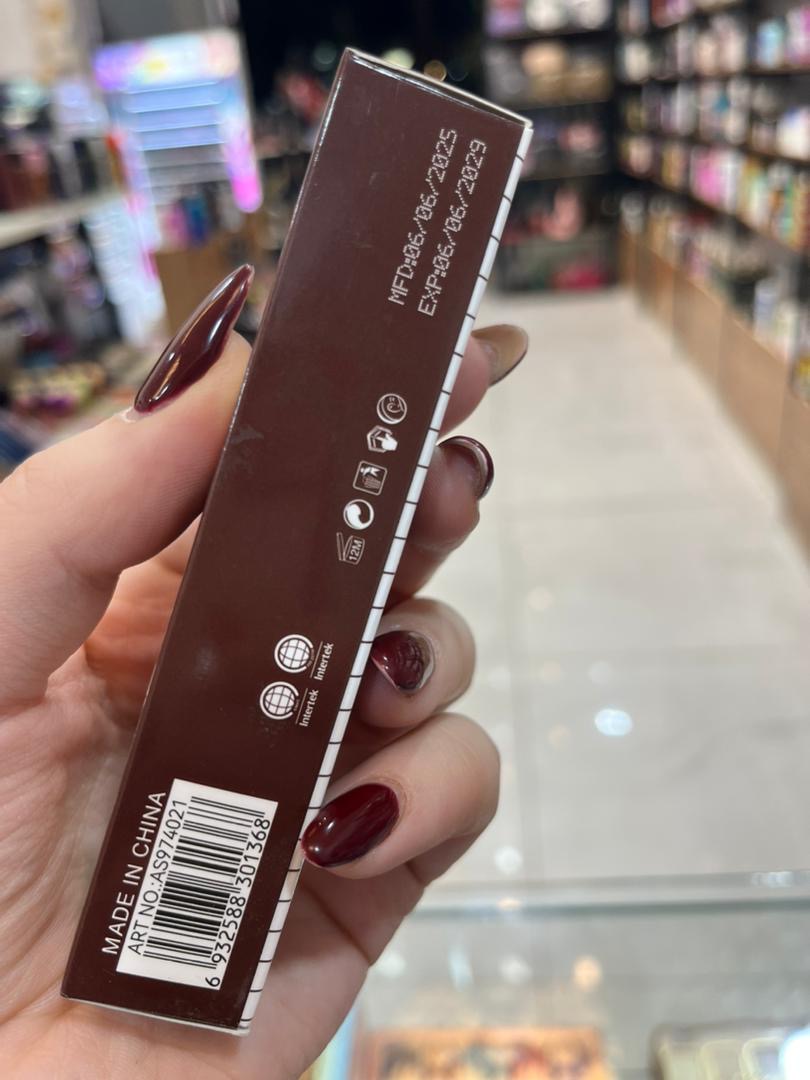 MFD:06/06/2025
EXP:06/06/2029
12M
Intertek
Intertek
MADE IN CHINA
ART NO.:AS974021
6 932588 301368